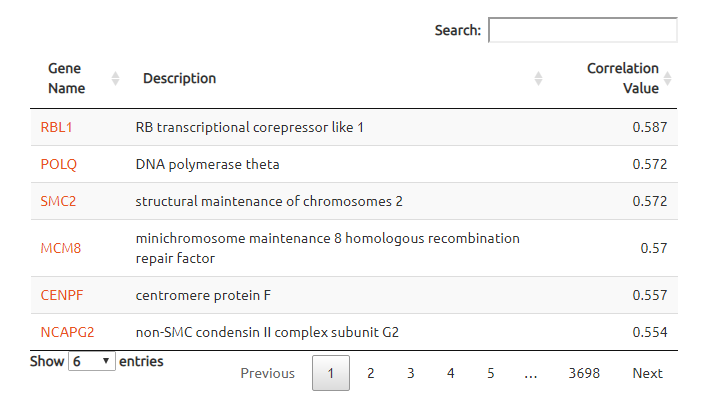 Search:
Gene Name Description Correlation Value
RBL1 RB transcriptional corepressor like 1 0.587
POLQ DNA polymerase theta 0.572
SMC2 structural maintenance of chromosomes 2 0.572
MCM8 minichromosome maintenance 8 homologous recombination repair factor 0.57
CENPF centromere protein F 0.557
NCAPG2 non-SMC condensin II complex subunit G2 0.554
Show 6 entries
Previous 1 2 3 4 5 … 3698 Next